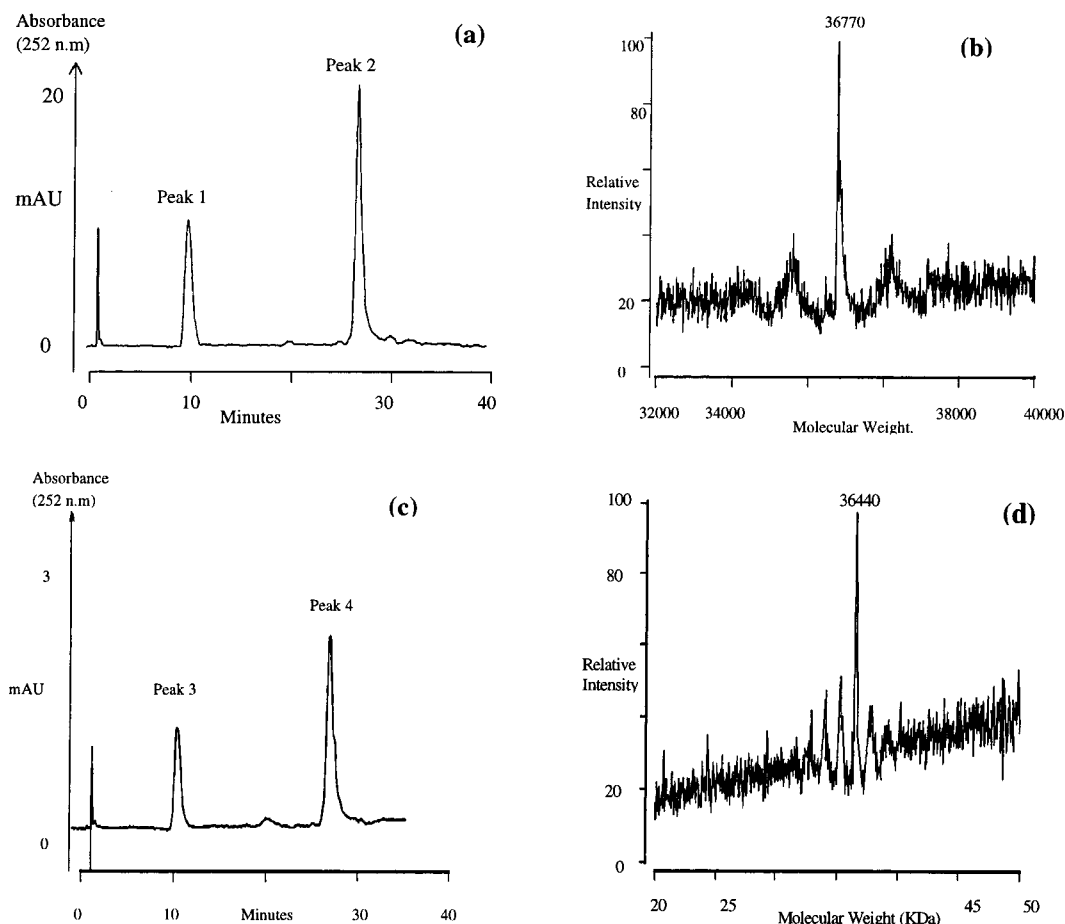 Absorbance
(252 n.m)
(a)
Peak 2
20
mAU
Peak 1
0
0 10 30 40
Minutes
36770
(b)
100
80
Relative
Intensity
20
0
32000 34000 38000 40000
Molecular Weight.
Absorbance
(252 n.m)
(c)
3
Peak 4
mAU
Peak 3
0
0 10 Minutes 30 40
36440
(d)
100
80
Relative
Intensity
20
0
20 25 45 50
Molecular Weight (KDa)